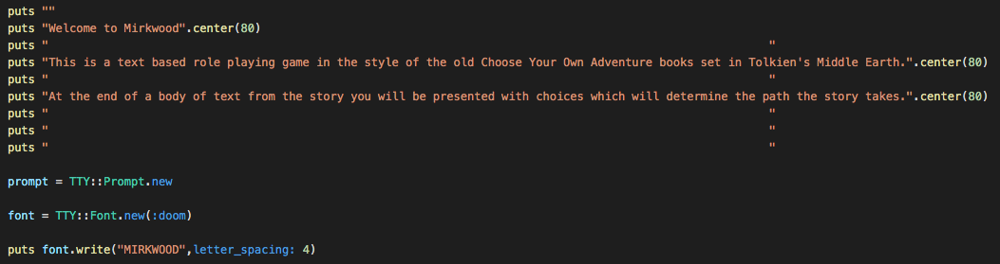 puts ""
puts "Welcome to Mirkwood".center(80)
puts "                                                                                                         "
puts "This is a text based role playing game in the style of the old Choose Your Own Adventure books set in Tolkien's Middle Earth.".center(80)
puts "                                                                                                         "
puts "At the end of a body of text from the story you will be presented with choices which will determine the path the story takes.".center(80)
puts "                                                                                                         "
puts "                                                                                                         "
puts "                                                                                                         "
prompt = TTY::Prompt.new
font = TTY::Font.new(:doom)
puts font.write("MIRKWOOD",letter_spacing: 4)